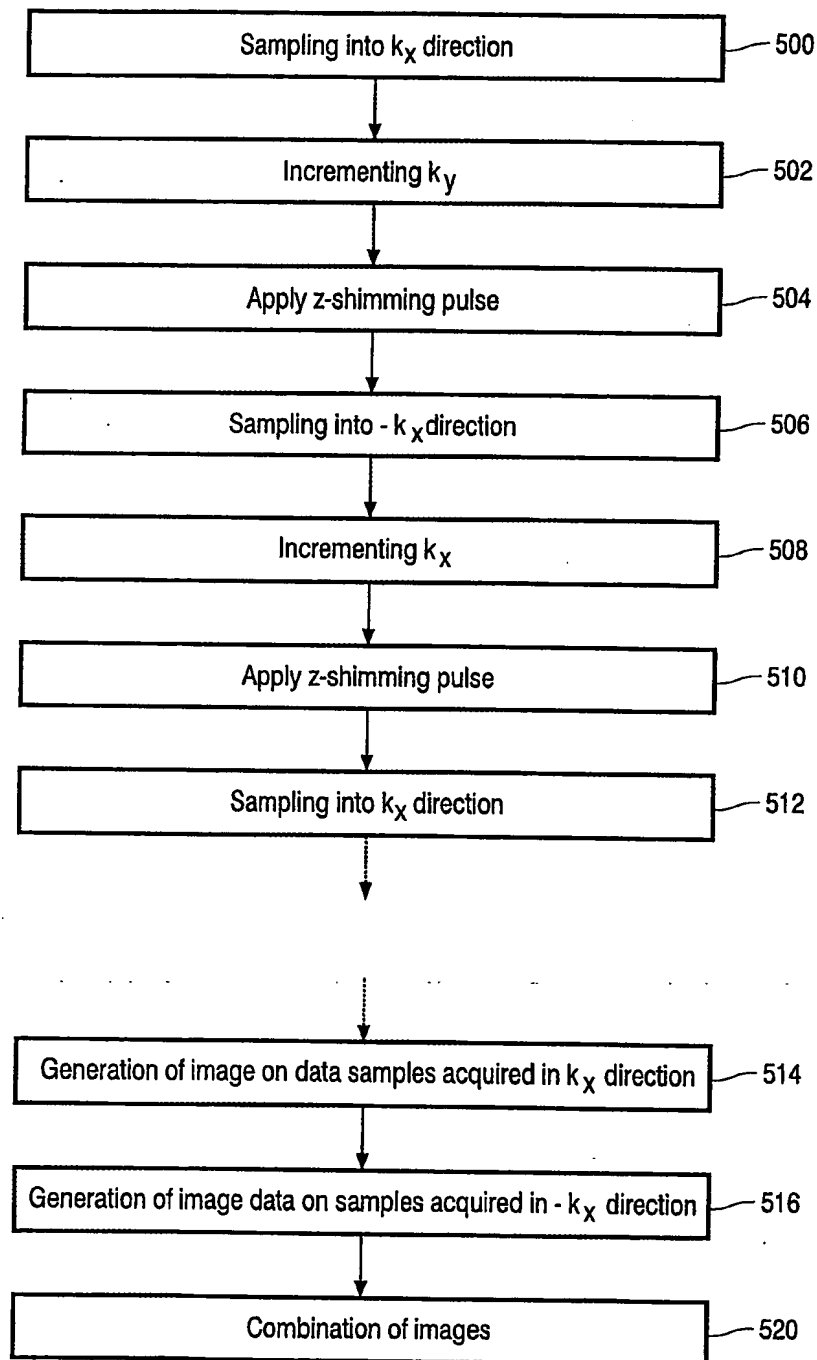 Sampling into kx direction 500
Incrementing ky 502
Apply z-shimming pulse 504
Sampling into - kx direction 506
Incrementing kx 508
Apply z-shimming pulse 510
Sampling into kx direction 512
Generation of image on data samples acquired in kx direction 514
Generation of image data on samples acquired in - kx direction 516
Combination of images 520